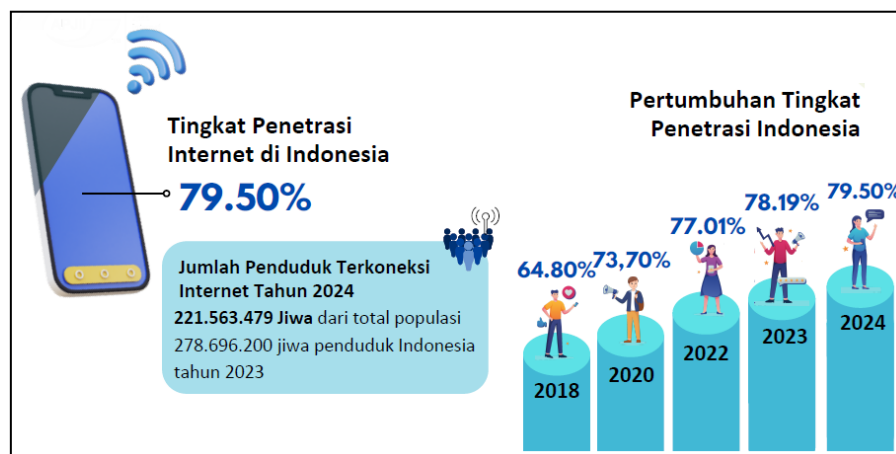 Tingkat Penetrasi
Internet di Indonesia
79.50%
Jumlah Penduduk Terkoneksi
Internet Tahun 2024
221.563.479 Jiwa dari total populasi
278.696.200 jiwa penduduk Indonesia
tahun 2023
Pertumbuhan Tingkat
Penetrasi Indonesia
64.80%
73,70%
77.01%
78.19%
79.50%
2018
2020
2022
2023
2024